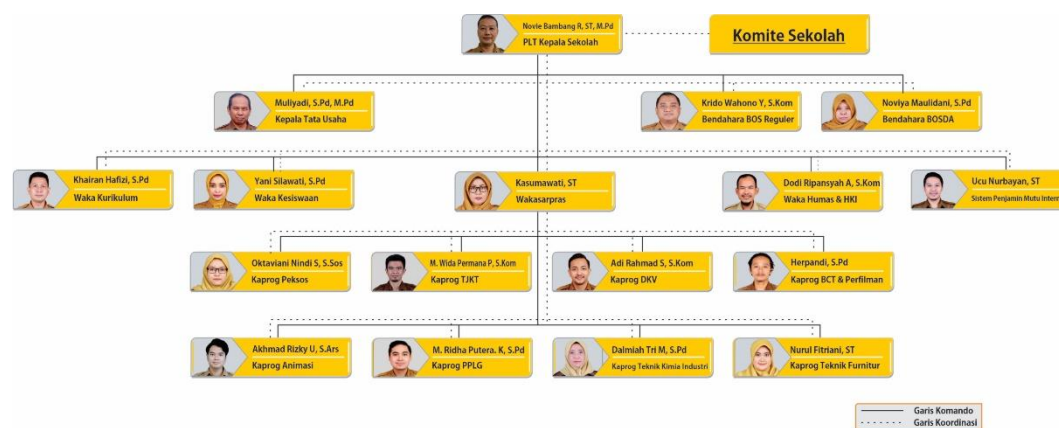 Novie Bambang R, ST, M.Pd
PLT Kepala Sekolah
Komite Sekolah
Muliyadi, S.Pd, M.Pd
Kepala Tata Usaha
Krido Wahono Y, S.Kom
Bendahara BOS Reguler
Noviya Maulidani, S.Pd
Bendahara BOSDA
Khairan Hafizi, S.Pd
Waka Kurikulum
Yani Silawati, S.Pd
Waka Kesiswaan
Kasumawati, ST
Wakasarpras
Dodi Ripansyah A, S.Kom
Waka Humas & HKI
Ucu Nurbayan, ST
Sistem Penjamin Mutu Intern
Oktaviani Nindi S, S.Sos
Kaprog Peksos
M. Wida Permana P, S.Kom
Kaprog TJKT
Adi Rahmad S, S.Kom
Kaprog DKV
Herpandi, S.Pd
Kaprog BCT & Perfilman
Akhmad Rizky U, S.Ars
Kaprog Animasi
M. Ridha Putera. K, S.Pd
Kaprog PPLG
Dalmiah Tri M, S.Pd
Kaprog Teknik Kimia Industri
Nurul Fitriani, ST
Kaprog Teknik Furnitur
Garis Komando
Garis Koordinasi